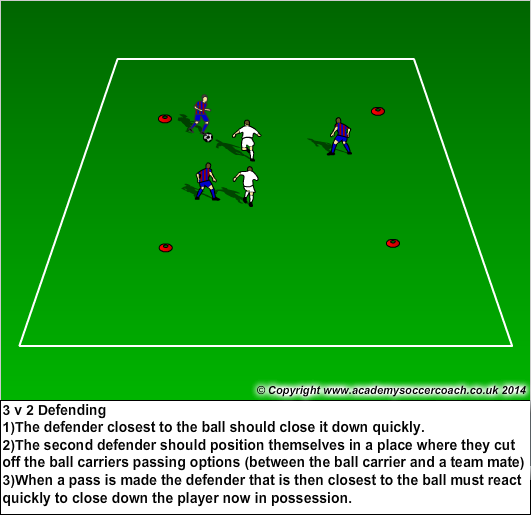 © Copyright www.academysoccercoach.co.uk 2014
3 v 2 Defending
1)The defender closest to the ball should close it down quickly.
2)The second defender should position themselves in a place where they cut
off the ball carriers passing options (between the ball carrier and a team mate)
3)When a pass is made the defender that is then closest to the ball must react
quickly to close down the player now in possession.